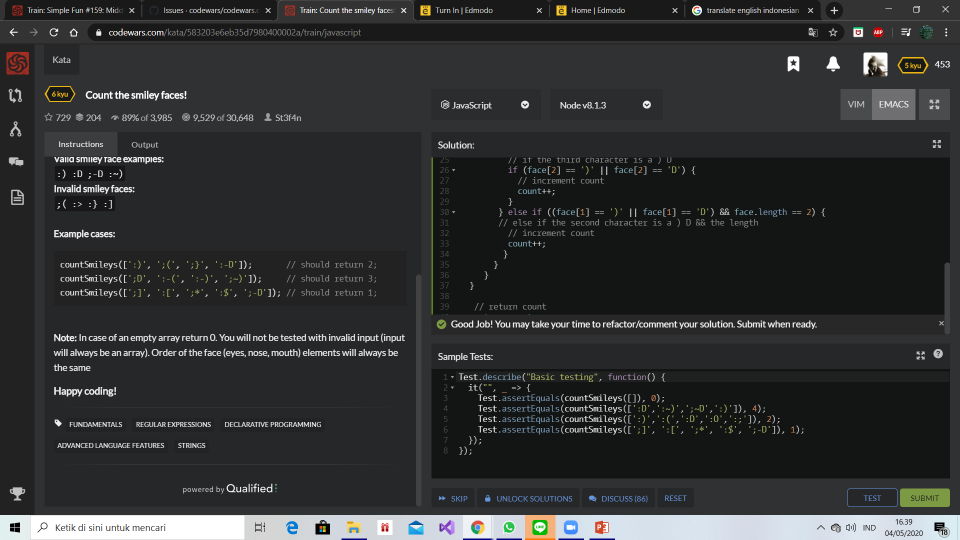 Train: Simple Fun #159: Midd
Issues · codewars/codewars.c
Train: Count the smiley faces!
Turn In | Edmodo
Home | Edmodo
translate english indonesian
codewars.com/kata/583203e6eb35d7980400002a/train/javascript
ABP
Kata
5 kyu
453
6 kyu
Count the smiley faces!
729
204
89% of 3,985
9,529 of 30,648
St3f4n
JavaScript
Node v8.1.3
VIM
EMACS
Instructions
Output
Valid smiley face examples:
:) :D ;-D :~)
Invalid smiley faces:
;( :> :} :]
Example cases:
countSmileys([':)', ';(', ';}', ':-D']); // should return 2;
countSmileys([';D', ':-(', ':-)', ';~)']); // should return 3;
countSmileys([';]', ':[', ';*', ':$', ';-D']); // should return 1;
Note: In case of an empty array return 0. You will not be tested with invalid input (input
will always be an array). Order of the face (eyes, nose, mouth) elements will always be
the same
Happy coding!
FUNDAMENTALS
REGULAR EXPRESSIONS
DECLARATIVE PROGRAMMING
ADVANCED LANGUAGE FEATURES
STRINGS
powered by Qualified
Solution:
25 // if the third character is a ) D
26 if (face[2] == ')' || face[2] == 'D') {
27 // increment count
28 count++;
29 }
30 } else if ((face[1] == ')' || face[1] == 'D') && face.length == 2) {
31 // else if the second character is a ) D && the length
32 // increment count
33 count++;
34 }
35 }
36 }
37 }
38
39 // return count
Good Job! You may take your time to refactor/comment your solution. Submit when ready.
Sample Tests:
1 Test.describe("Basic testing", function() {
2 it("", _ => {
3 Test.assertEquals(countSmileys([]), 0);
4 Test.assertEquals(countSmileys([':D',':~)',';~D',':)']), 4);
5 Test.assertEquals(countSmileys([':)',':(',':D',':O',':;']), 2);
6 Test.assertEquals(countSmileys([';]', ':[', ';*', ':$', ';-D']), 1);
7 });
8 });
SKIP
UNLOCK SOLUTIONS
DISCUSS (86)
RESET
TEST
SUBMIT
Ketik di sini untuk mencari
IND
16.39
04/05/2020
18